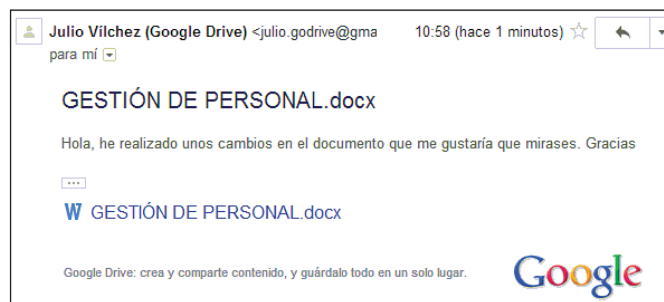 Julio Vílchez (Google Drive) <julio.godrive@gma 10:58 (hace 1 minutos)
para mí
GESTIÓN DE PERSONAL.docx
Hola, he realizado unos cambios en el documento que me gustaría que mirases. Gracias
W GESTIÓN DE PERSONAL.docx
Google Drive: crea y comparte contenido, y guárdalo todo en un solo lugar.
Google